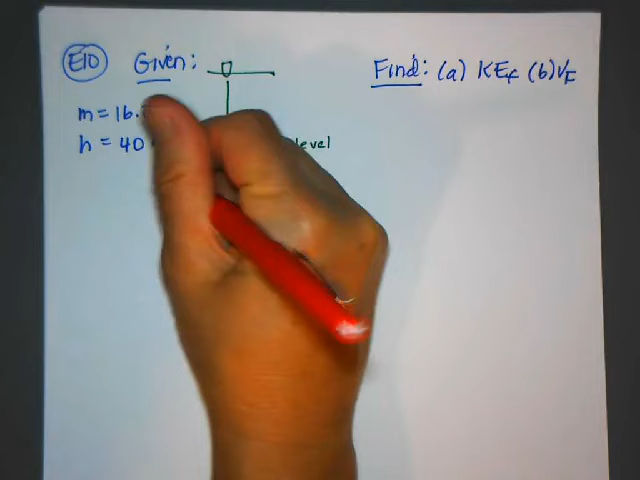 E10 Given: Find: (a) KEf (b) VF
m = 16.
h = 40 level